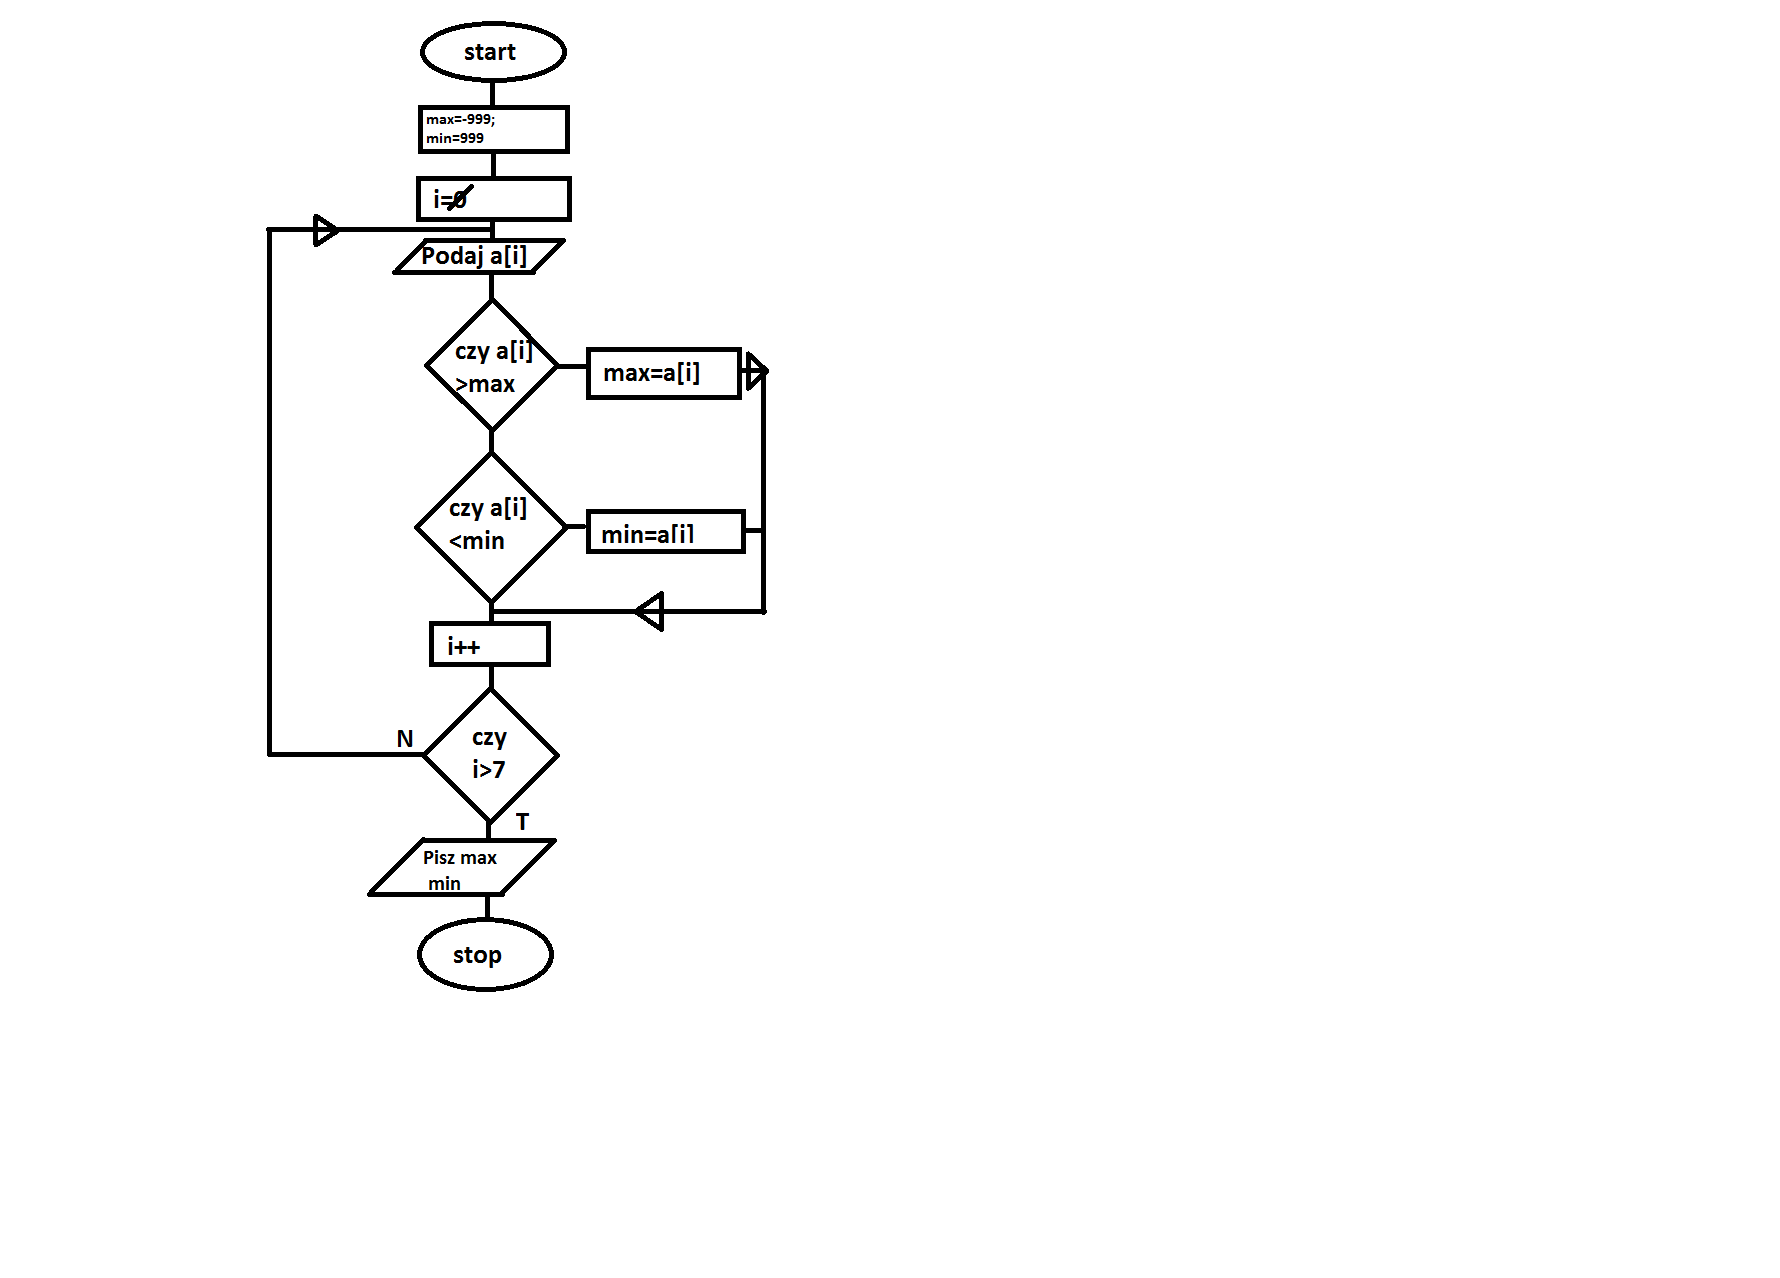 start
max=-999;
min=999
i=0
Podaj a[i]
czy a[i]
>max
max=a[i]
czy a[i]
<min
min=a[i]
i++
N
czy
i>7
T
Pisz max
min
stop